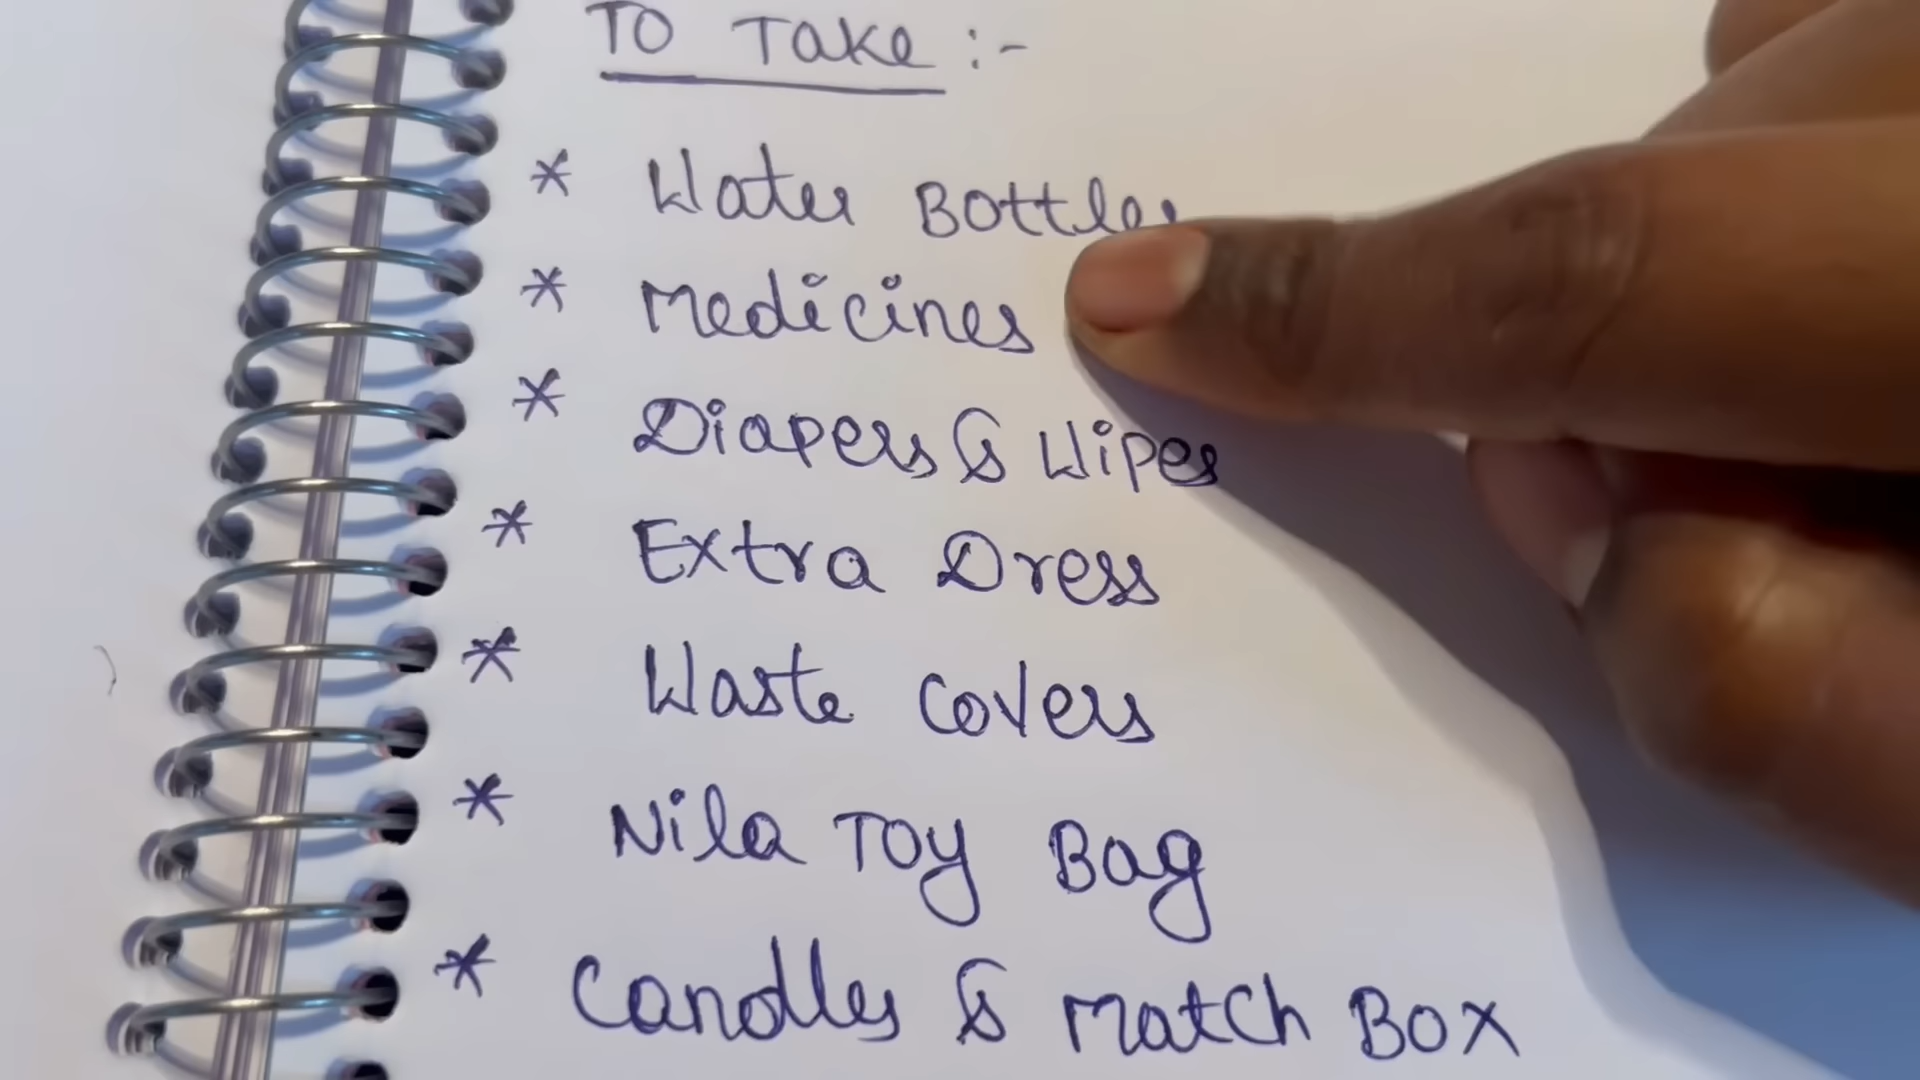 TO Take :-
* Water Bottles
* Medicines
* Diapers & Wipes
* Extra Dress
* Waste Covers
* Nila Toy Bag
* Candles & Match Box